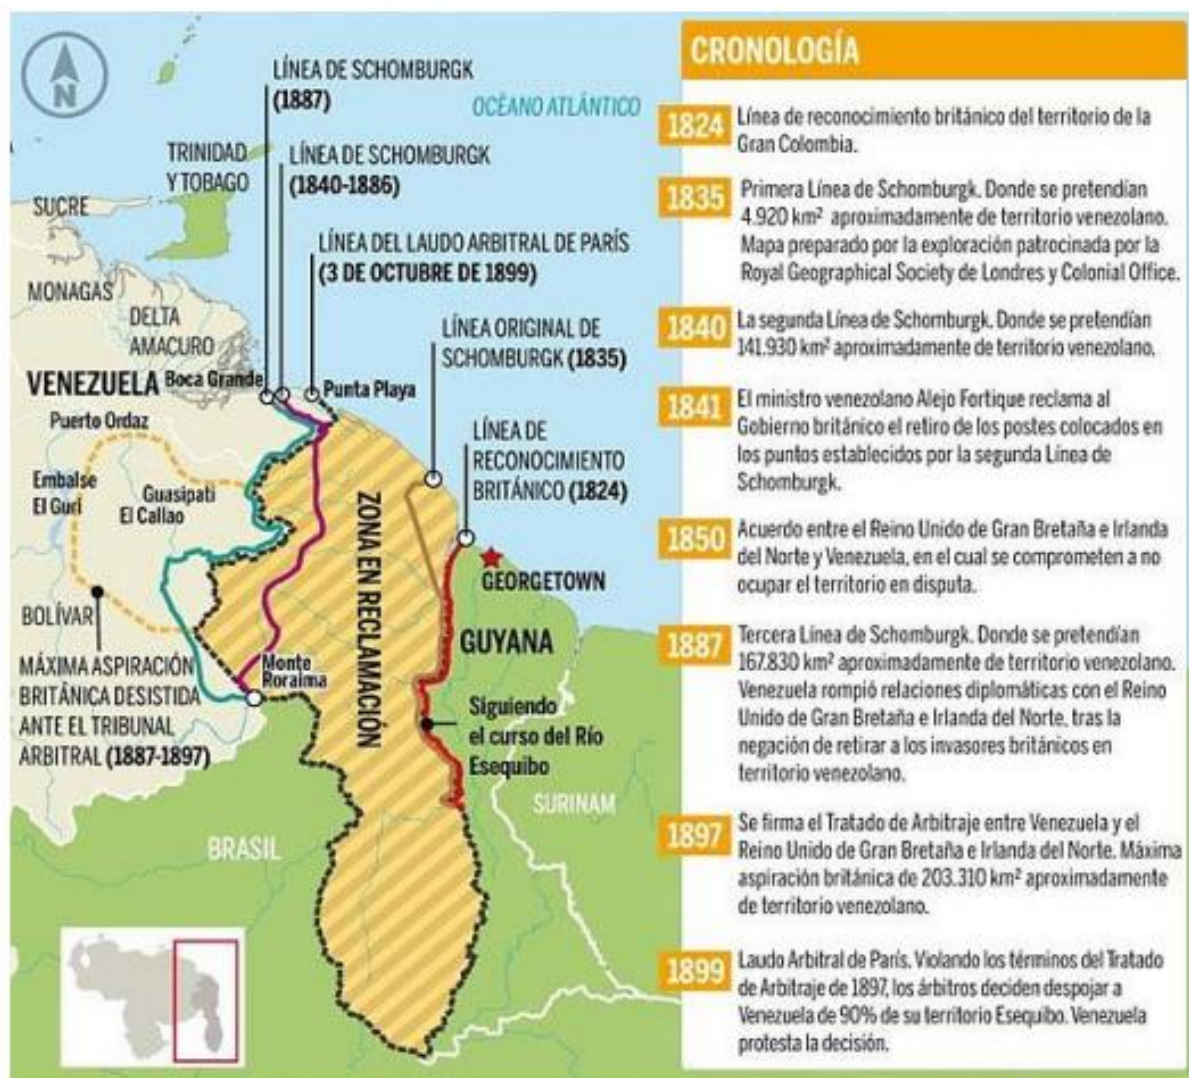 N
LÍNEA DE SCHOMBURGK
(1887)
OCÉANO ATLÁNTICO
TRINIDAD
Y TOBAGO
LÍNEA DE SCHOMBURGK
(1840-1886)
SUCRE
LÍNEA DEL LAUDO ARBITRAL DE PARÍS
(3 DE OCTUBRE DE 1899)
MONAGAS
DELTA
AMACURO
LÍNEA ORIGINAL DE
SCHOMBURGK (1835)
VENEZUELA
Boca Grande
Punta Playa
Puerto Ordaz
LÍNEA DE
RECONOCIMIENTO
BRITÁNICO (1824)
Embalse
El Guri
Guasipati
El Callao
ZONA EN RECLAMACIÓN
GEORGETOWN
BOLÍVAR
GUYANA
MÁXIMA ASPIRACIÓN
BRITÁNICA DESISTIDA
ANTE EL TRIBUNAL
ARBITRAL (1887-1897)
Monte
Roraima
Siguiendo
el curso del Río
Esequibo
SURINAM
BRASIL
CRONOLOGÍA
1824
Línea de reconocimiento británico del territorio de la
Gran Colombia.
1835
Primera Línea de Schomburgk. Donde se pretendían
4.920 km² aproximadamente de territorio venezolano.
Mapa preparado por la exploración patrocinada por la
Royal Geographical Society de Londres y Colonial Office.
1840
La segunda Línea de Schomburgk. Donde se pretendían
141.930 km² aproximadamente de territorio venezolano.
1841
El ministro venezolano Alejo Fortique reclama al
Gobierno británico el retiro de los postes colocados en
los puntos establecidos por la segunda Línea de
Schomburgk.
1850
Acuerdo entre el Reino Unido de Gran Bretaña e Irlanda
del Norte y Venezuela, en el cual se comprometen a no
ocupar el territorio en disputa.
1887
Tercera Línea de Schomburgk. Donde se pretendían
167.830 km² aproximadamente de territorio venezolano.
Venezuela rompió relaciones diplomáticas con el Reino
Unido de Gran Bretaña e Irlanda del Norte, tras la
negación de retirar a los invasores británicos en
territorio venezolano.
1897
Se firma el Tratado de Arbitraje entre Venezuela y el
Reino Unido de Gran Bretaña e Irlanda del Norte. Máxima
aspiración británica de 203.310 km² aproximadamente
de territorio venezolano.
1899
Laudo Arbitral de París. Violando los términos del Tratado
de Arbitraje de 1897, los árbitros deciden despojar a
Venezuela de 90% de su territorio Esequibo. Venezuela
protesta la decisión.